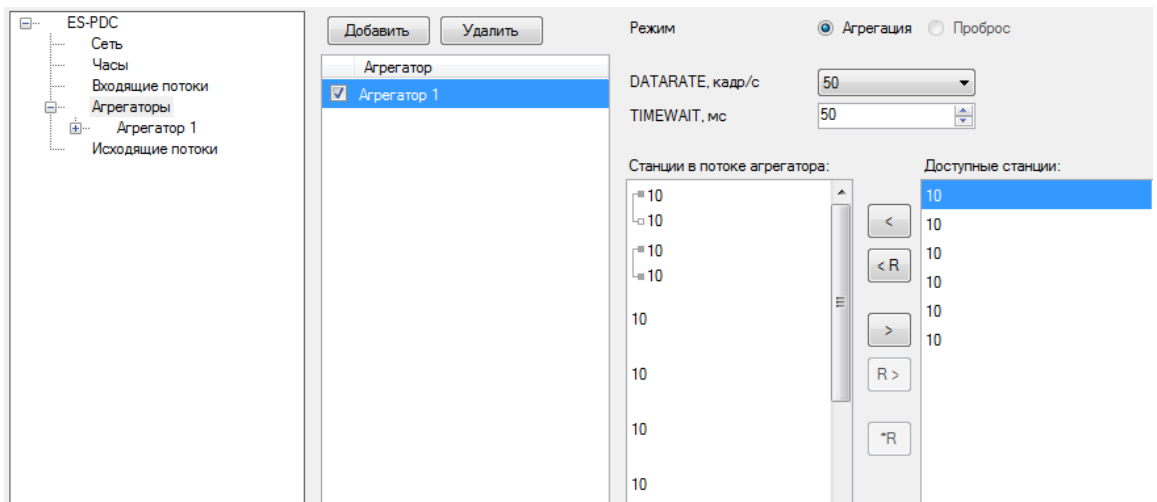 ES-PDC
Сеть
Часы
Входящие потоки
Агрегаторы
Агрегатор 1
Исходящие потоки
Добавить Удалить
Агрегатор
Агрегатор 1
Режим Агрегация Проброс
DATARATE, кадр/с 50
TIMEWAIT, мс 50
Станции в потоке агрегатора:
10
10
10
10
10
10
10
10
<
< R
>
R >
*R
Доступные станции:
10
10
10
10
10
10